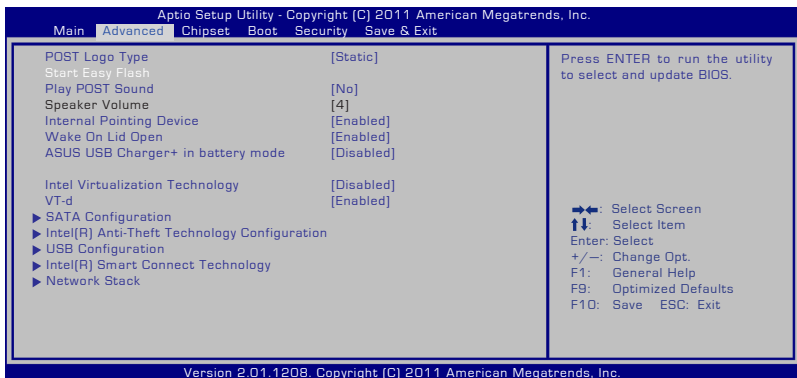 Aptio Setup Utility - Copyright (C) 2011 American Megatrends, Inc.
Main Advanced Chipset Boot Security Save & Exit
POST Logo Type [Static]
Start Easy Flash
Play POST Sound [No]
Speaker Volume [4]
Internal Pointing Device [Enabled]
Wake On Lid Open [Enabled]
ASUS USB Charger+ in battery mode [Disabled]
Intel Virtualization Technology [Disabled]
VT-d [Enabled]
SATA Configuration
Intel(R) Anti-Theft Technology Configuration
USB Configuration
Intel(R) Smart Connect Technology
Network Stack
Press ENTER to run the utility
to select and update BIOS.
→←: Select Screen
↑↓: Select Item
Enter: Select
+/—: Change Opt.
F1: General Help
F9: Optimized Defaults
F10: Save ESC: Exit
Version 2.01.1208. Copyright (C) 2011 American Megatrends, Inc.